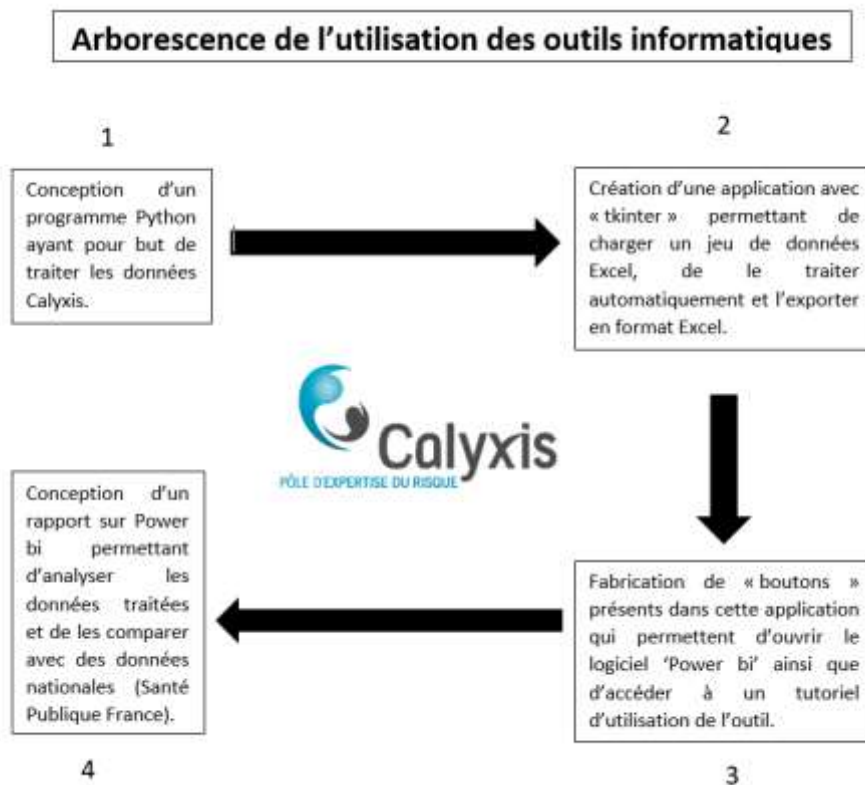 Arborescence de l’utilisation des outils informatiques
1
Conception d’un
programme Python
ayant pour but de
traiter les données
Calyxis.
2
Création d’une application avec
« tkinter » permettant de
charger un jeu de données
Excel, de le traiter
automatiquement et l’exporter
en format Excel.
Calyxis
PÔLE D'EXPERTISE DU RISQUE
Fabrication de « boutons »
présents dans cette application
qui permettent d’ouvrir le
logiciel ‘Power bi’ ainsi que
d’accéder à un tutoriel
d’utilisation de l’outil.
3
Conception d’un
rapport sur Power
bi permettant
d’analyser les
données traitées
et de les comparer
avec des données
nationales (Santé
Publique France).
4